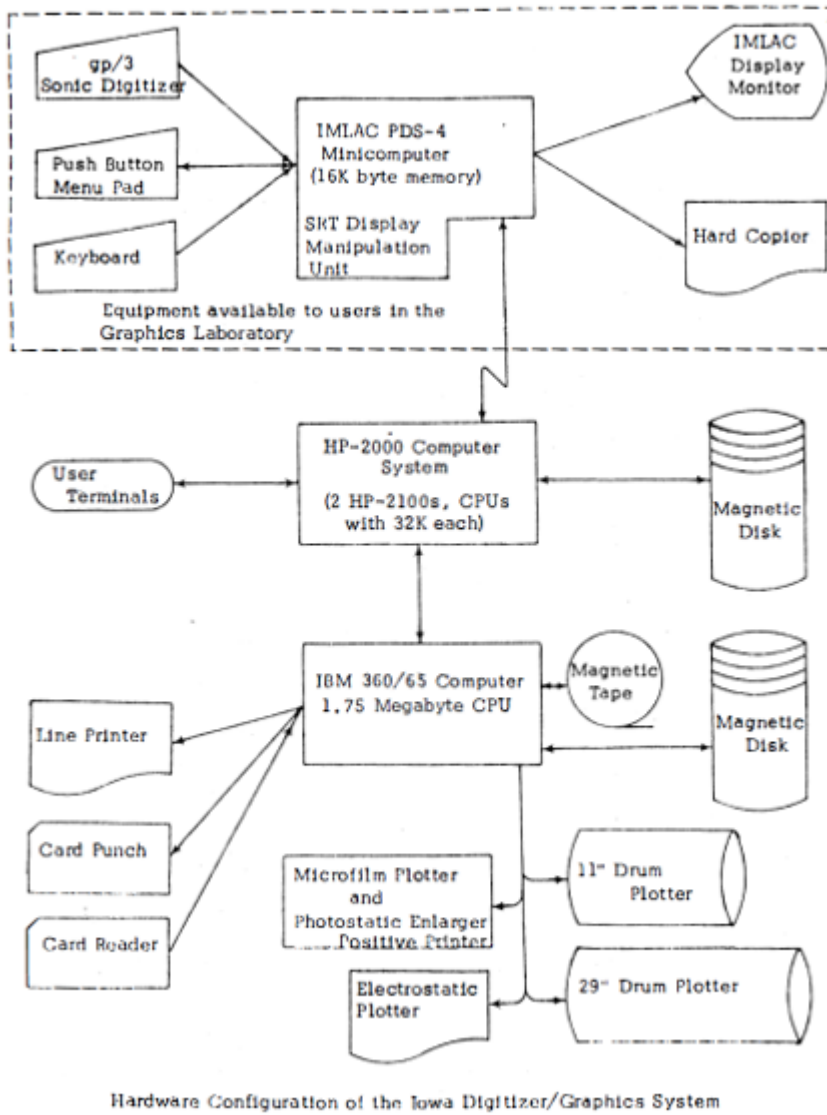 gp/3
Sonic Digitizer
IMLAC PDS-4
Minicomputer
(16K byte memory)
IMLAC
Display
Monitor
Push Button
Menu Pad
SRT Display
Manipulation
Unit
Keyboard
Hard Copier
Equipment available to users in the
Graphics Laboratory
HP-2000 Computer
System
(2 HP-2100s, CPUs
with 32K each)
User
Terminals
Magnetic
Disk
IBM 360/65 Computer
1.75 Megabyte CPU
Magnetic
Tape
Magnetic
Disk
Line Printer
Card Punch
Card Reader
Microfilm Plotter
and
Photostatic Enlarger
Positive Printer
11" Drum
Plotter
Electrostatic
Plotter
29" Drum Plotter
Hardware Configuration of the Iowa Digitizer/Graphics System